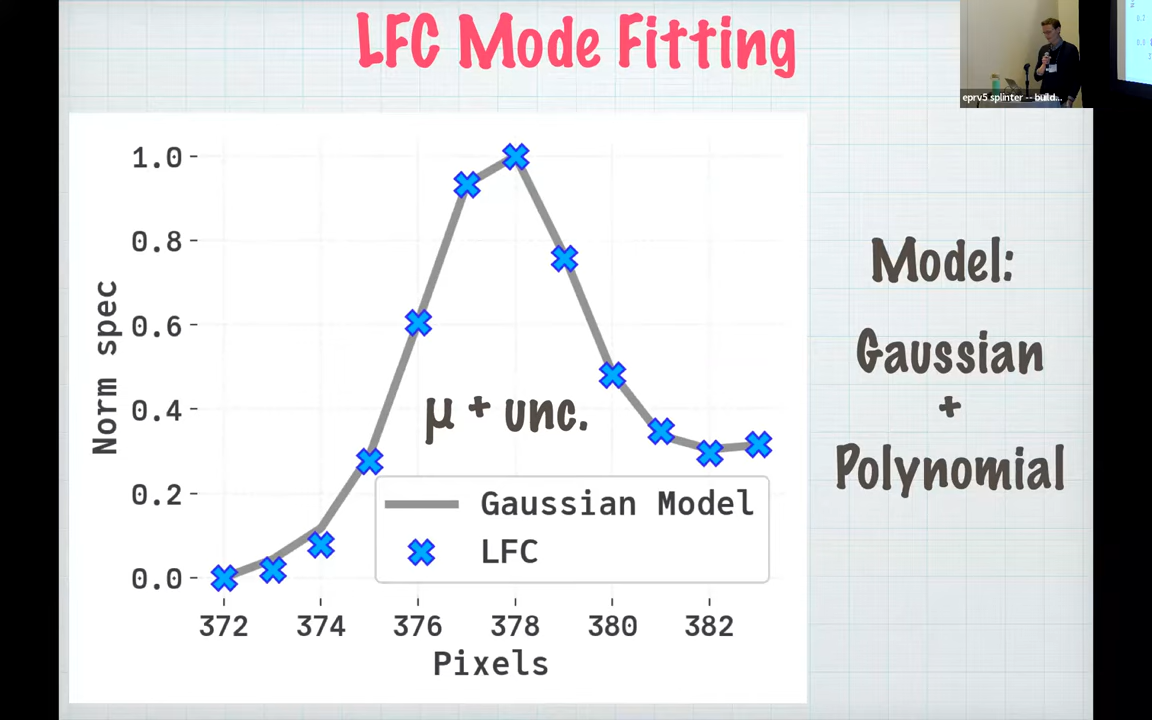 LFC Mode Fitting
eprv5 splinter -- build...
1.0
0.8
0.6
0.4
0.2
0.0
Norm spec
μ + unc.
Gaussian Model
LFC
372 374 376 378 380 382
Pixels
Model:
Gaussian
+
Polynomial